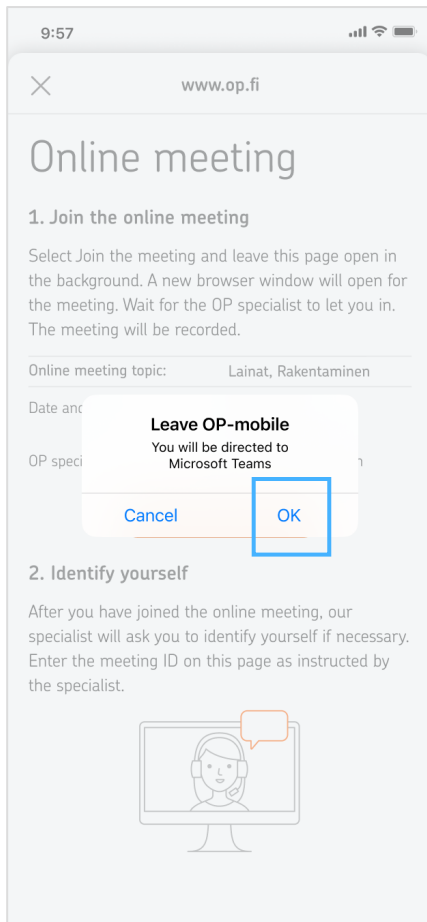 9:57
www.op.fi
Online meeting
1. Join the online meeting
Select Join the meeting and leave this page open in
the background. A new browser window will open for
the meeting. Wait for the OP specialist to let you in.
The meeting will be recorded.
Online meeting topic: Lainat, Rakentaminen
Date and
OP speci
Leave OP-mobile
You will be directed to
Microsoft Teams
Cancel OK
2. Identify yourself
After you have joined the online meeting, our
specialist will ask you to identify yourself if necessary.
Enter the meeting ID on this page as instructed by
the specialist.